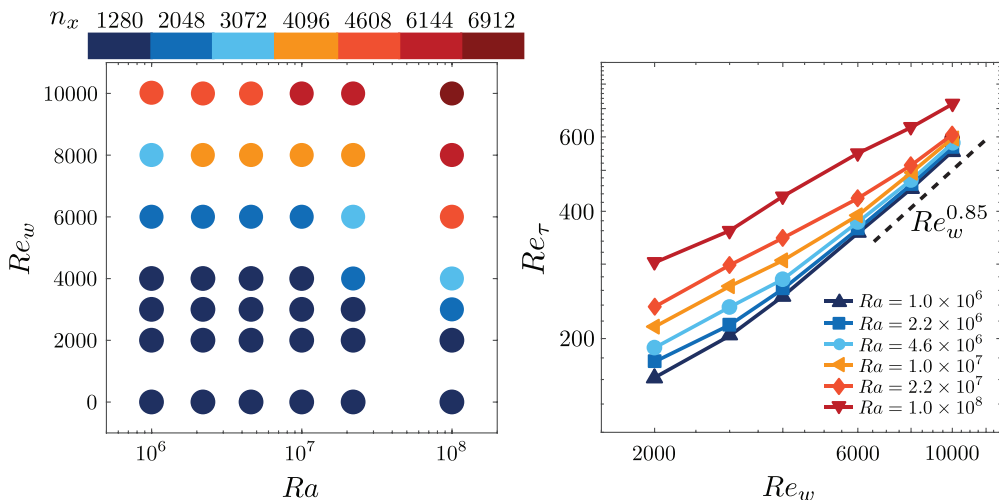 n_x 1280 2048 3072 4096 4608 6144 6912
10000
8000
6000
4000
2000
0
Re_w
10^6 10^7 10^8
Ra
600
400
200
Re_τ
Re_w^0.85
Ra = 1.0 × 10^6
Ra = 2.2 × 10^6
Ra = 4.6 × 10^6
Ra = 1.0 × 10^7
Ra = 2.2 × 10^7
Ra = 1.0 × 10^8
2000 6000 10000
Re_w